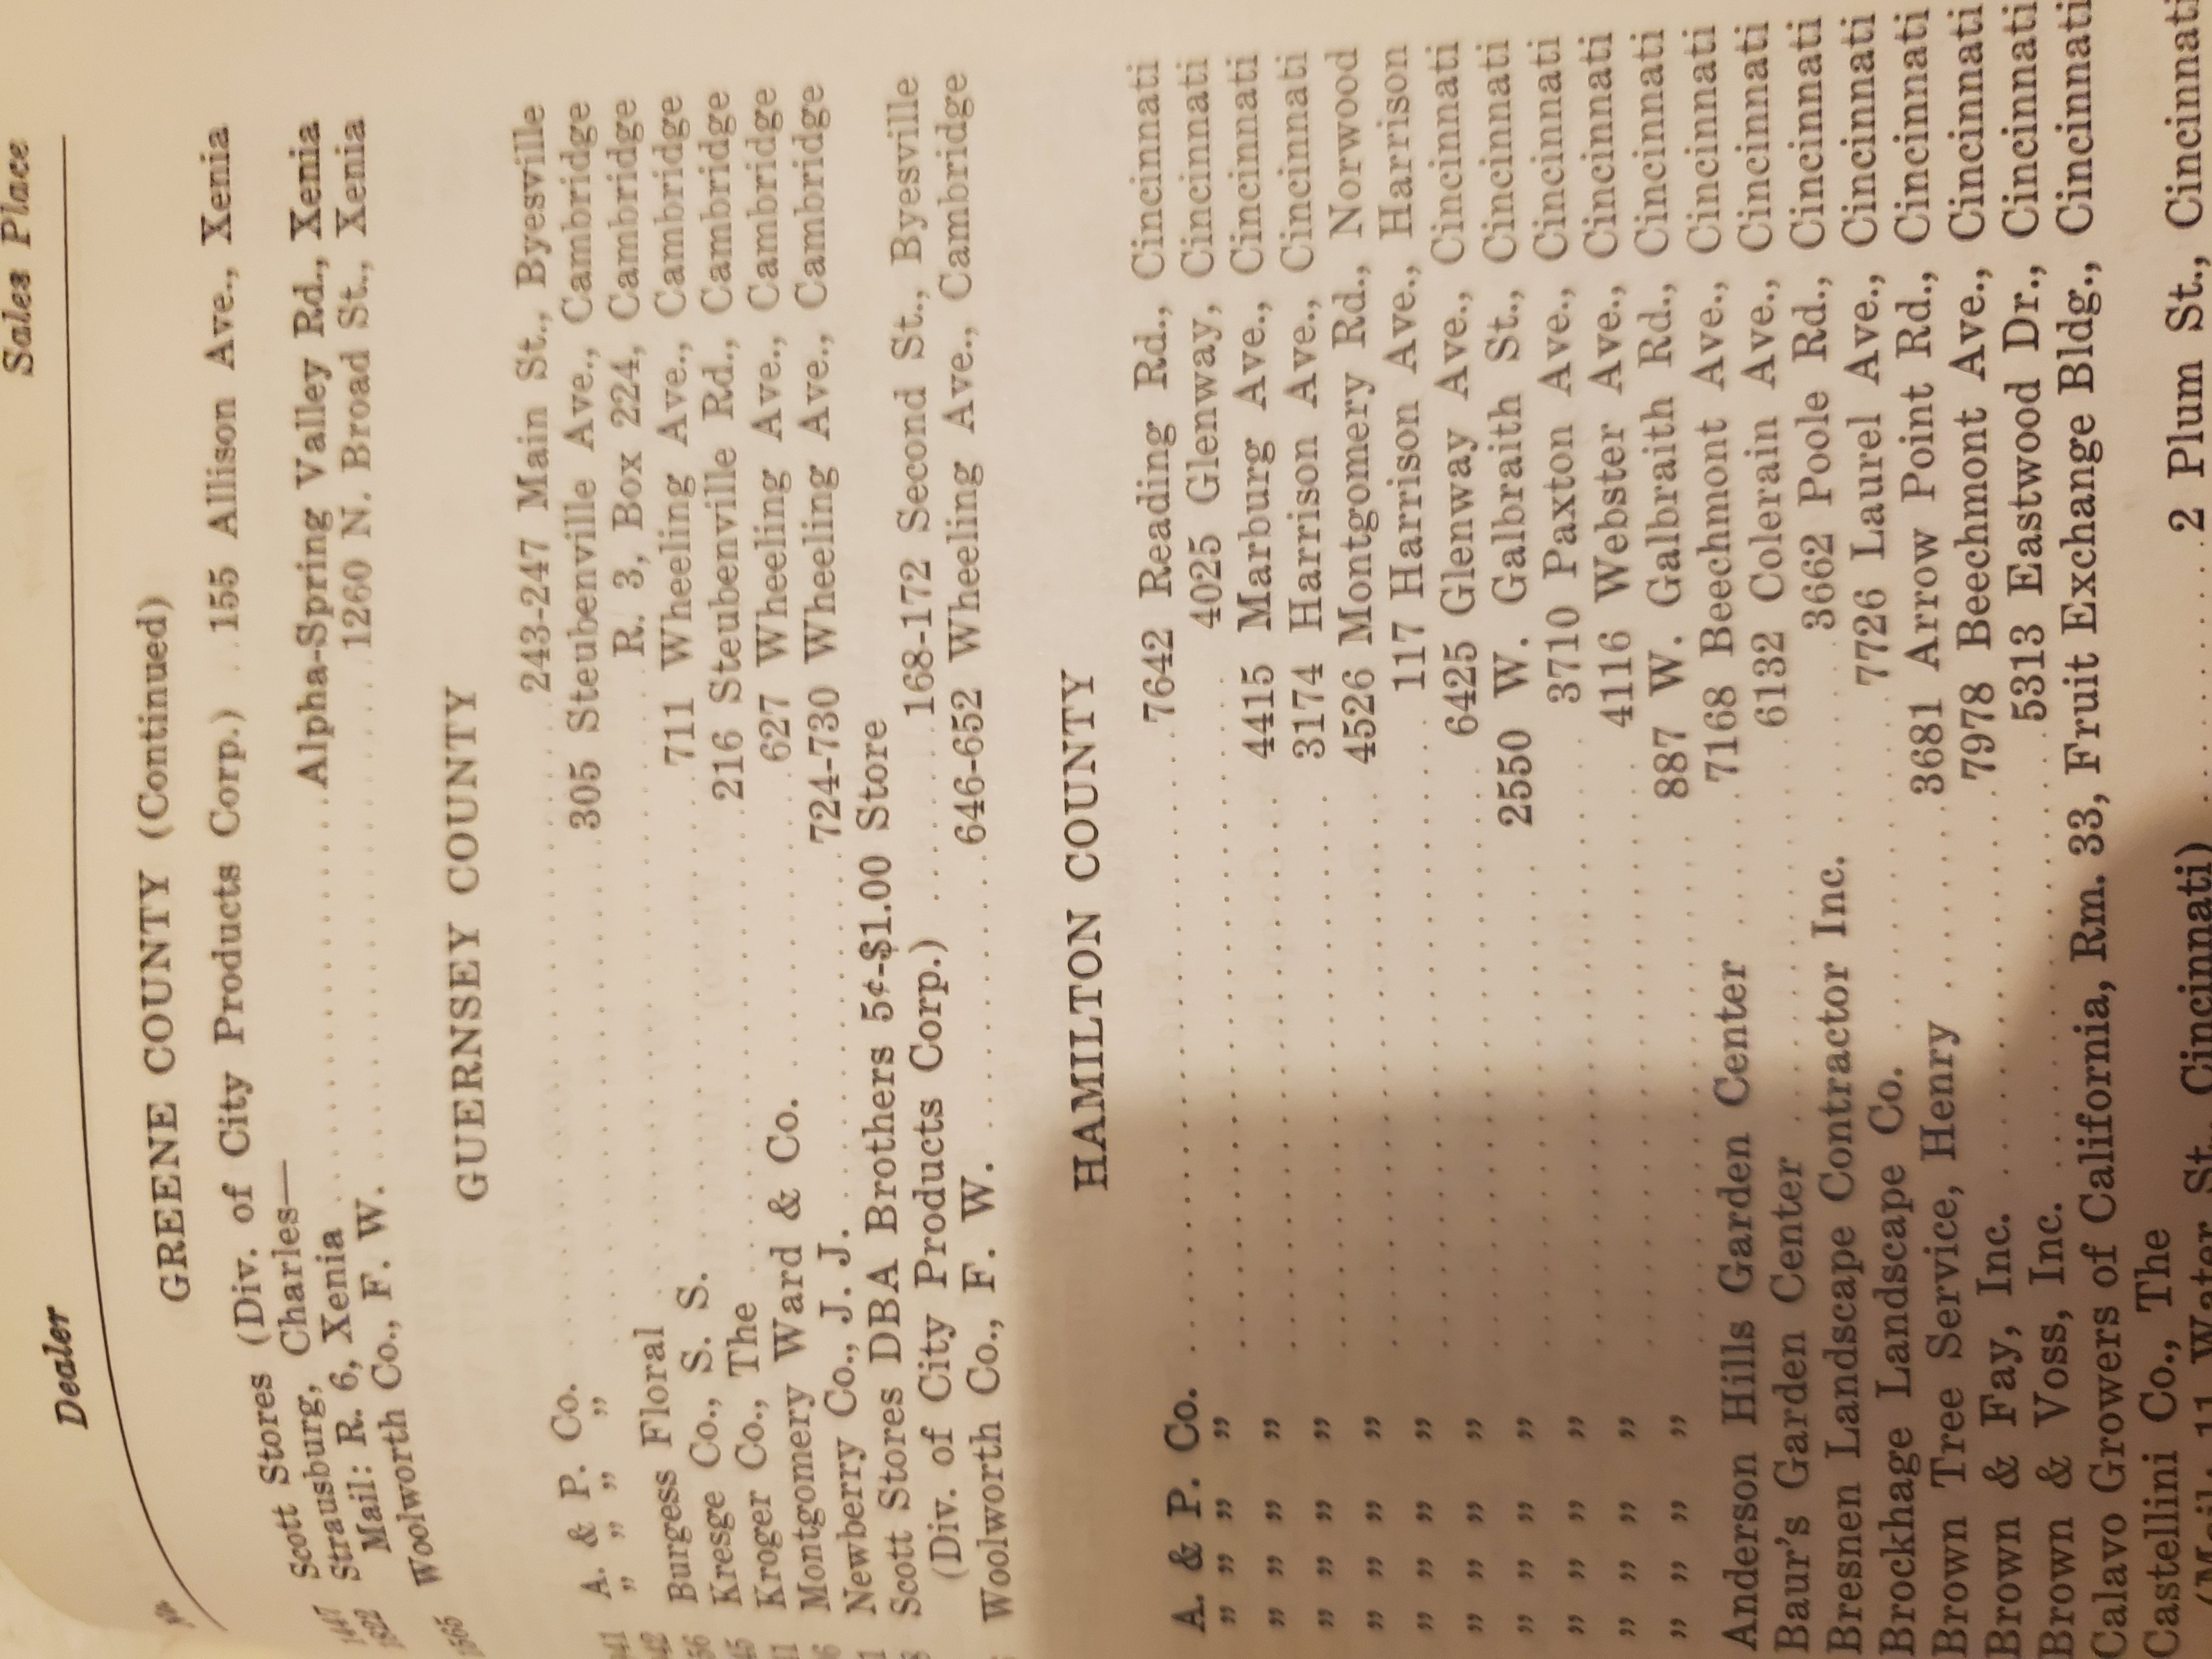 Dealer Sales Place
GREENE COUNTY (Continued)
1447 Scott Stores (Div. of City Products Corp.) .. 155 Allison Ave., Xenia
1522 Strausburg, Charles—
Strausburg, R. 6, Xenia ........ Alpha-Spring Valley Rd., Xenia
1565 Woolworth Co., F. W. ........ 1260 N. Broad St., Xenia
GUERNSEY COUNTY
A. & P. Co. ........ 243-247 Main St., Byesville
" " " " ........ 305 Steubenville Ave., Cambridge
Burgess Floral ........ R. 3, Box 224, Cambridge
Kresge Co., S. S. ........ 711 Wheeling Ave., Cambridge
Kroger Co., The ........ 216 Steubenville Rd., Cambridge
Montgomery Ward & Co. ........ 627 Wheeling Ave., Cambridge
Newberry Co., J. J. ........ 724-730 Wheeling Ave., Cambridge
Scott Stores DBA Brothers 5¢-$1.00 Store
(Div. of City Products Corp.) ........ 168-172 Second St., Byesville
Woolworth Co., F. W. ........ 646-652 Wheeling Ave., Cambridge
HAMILTON COUNTY
A. & P. Co. ........ 7642 Reading Rd., Cincinnati
" " " " ........ 4025 Glenway, Cincinnati
" " " " ........ 4415 Marburg Ave., Cincinnati
" " " " ........ 3174 Harrison Ave., Cincinnati
" " " " ........ 4526 Montgomery Rd., Norwood
" " " " ........ 117 Harrison Ave., Harrison
" " " " ........ 6425 Glenway Ave., Cincinnati
" " " " ........ 2550 W. Galbraith St., Cincinnati
" " " " ........ 3710 Paxton Ave., Cincinnati
" " " " ........ 4116 Webster Ave., Cincinnati
" " " " ........ 887 W. Galbraith Rd., Cincinnati
Anderson Hills Garden Center ........ 7168 Beechmont Ave., Cincinnati
Baur's Garden Center ........ 6132 Colerain Ave., Cincinnati
Bresnen Landscape Contractor Inc. ........ 3662 Poole Rd., Cincinnati
Brockhage Landscape Co. ........ 7726 Laurel Ave., Cincinnati
Brown Tree Service, Henry ........ 3681 Arrow Point Rd., Cincinnati
Brown & Fay, Inc. ........ 7978 Beechmont Ave., Cincinnati
Brown & Voss, Inc. ........ 5313 Eastwood Dr., Cincinnati
Calavo Growers of California, Rm. 33, Fruit Exchange Bldg., Cincinnati
Castellini Co., The ........ 2 Plum St., Cincinnati
(Mail: 11 Water St., Cincinnati)